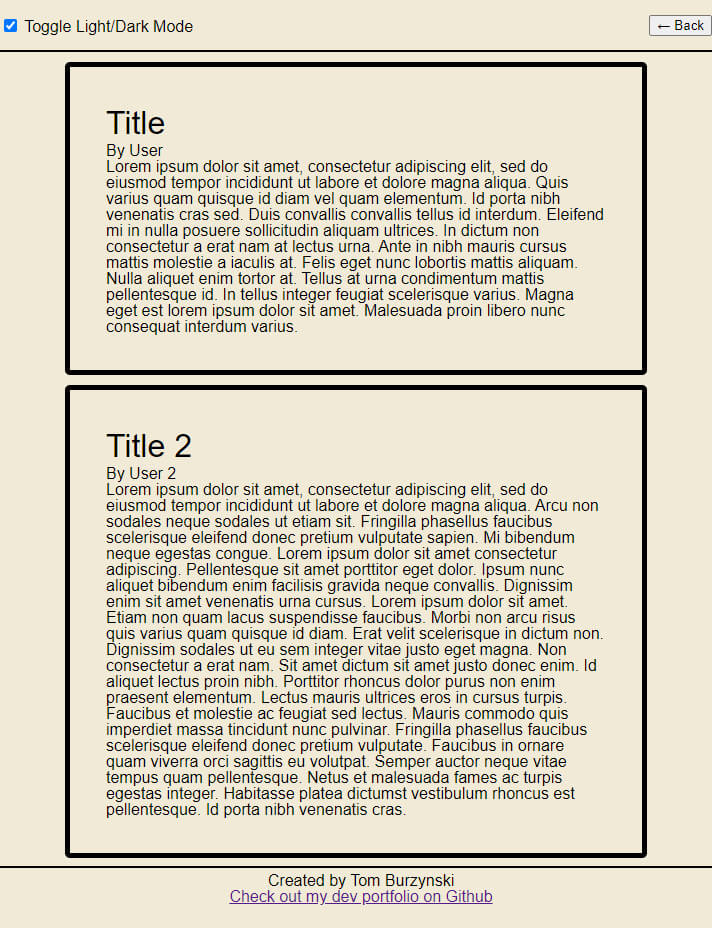 Toggle Light/Dark Mode
← Back
Title
By User
Lorem ipsum dolor sit amet, consectetur adipiscing elit, sed do
eiusmod tempor incididunt ut labore et dolore magna aliqua. Quis
varius quam quisque id diam vel quam elementum. Id porta nibh
venenatis cras sed. Duis convallis convallis tellus id interdum. Eleifend
mi in nulla posuere sollicitudin aliquam ultrices. In dictum non
consectetur a erat nam at lectus urna. Ante in nibh mauris cursus
mattis molestie a iaculis at. Felis eget nunc lobortis mattis aliquam.
Nulla aliquet enim tortor at. Tellus at urna condimentum mattis
pellentesque id. In tellus integer feugiat scelerisque varius. Magna
eget est lorem ipsum dolor sit amet. Malesuada proin libero nunc
consequat interdum varius.
Title 2
By User 2
Lorem ipsum dolor sit amet, consectetur adipiscing elit, sed do
eiusmod tempor incididunt ut labore et dolore magna aliqua. Arcu non
sodales neque sodales ut etiam sit. Fringilla phasellus faucibus
scelerisque eleifend donec pretium vulputate sapien. Mi bibendum
neque egestas congue. Lorem ipsum dolor sit amet consectetur
adipiscing. Pellentesque sit amet porttitor eget dolor. Ipsum nunc
aliquet bibendum enim facilisis gravida neque convallis. Dignissim
enim sit amet venenatis urna cursus. Lorem ipsum dolor sit amet.
Etiam non quam lacus suspendisse faucibus. Morbi non arcu risus
quis varius quam quisque id diam. Erat velit scelerisque in dictum non.
Dignissim sodales ut eu sem integer vitae justo eget magna. Non
consectetur a erat nam. Sit amet dictum sit amet justo donec enim. Id
aliquet lectus proin nibh. Porttitor rhoncus dolor purus non enim
praesent elementum. Lectus mauris ultrices eros in cursus turpis.
Faucibus et molestie ac feugiat sed lectus. Mauris commodo quis
imperdiet massa tincidunt nunc pulvinar. Fringilla phasellus faucibus
scelerisque eleifend donec pretium vulputate. Faucibus in ornare
quam viverra orci sagittis eu volutpat. Semper auctor neque vitae
tempus quam pellentesque. Netus et malesuada fames ac turpis
egestas integer. Habitasse platea dictumst vestibulum rhoncus est
pellentesque. Id porta nibh venenatis cras.
Created by Tom Burzynski
Check out my dev portfolio on Github